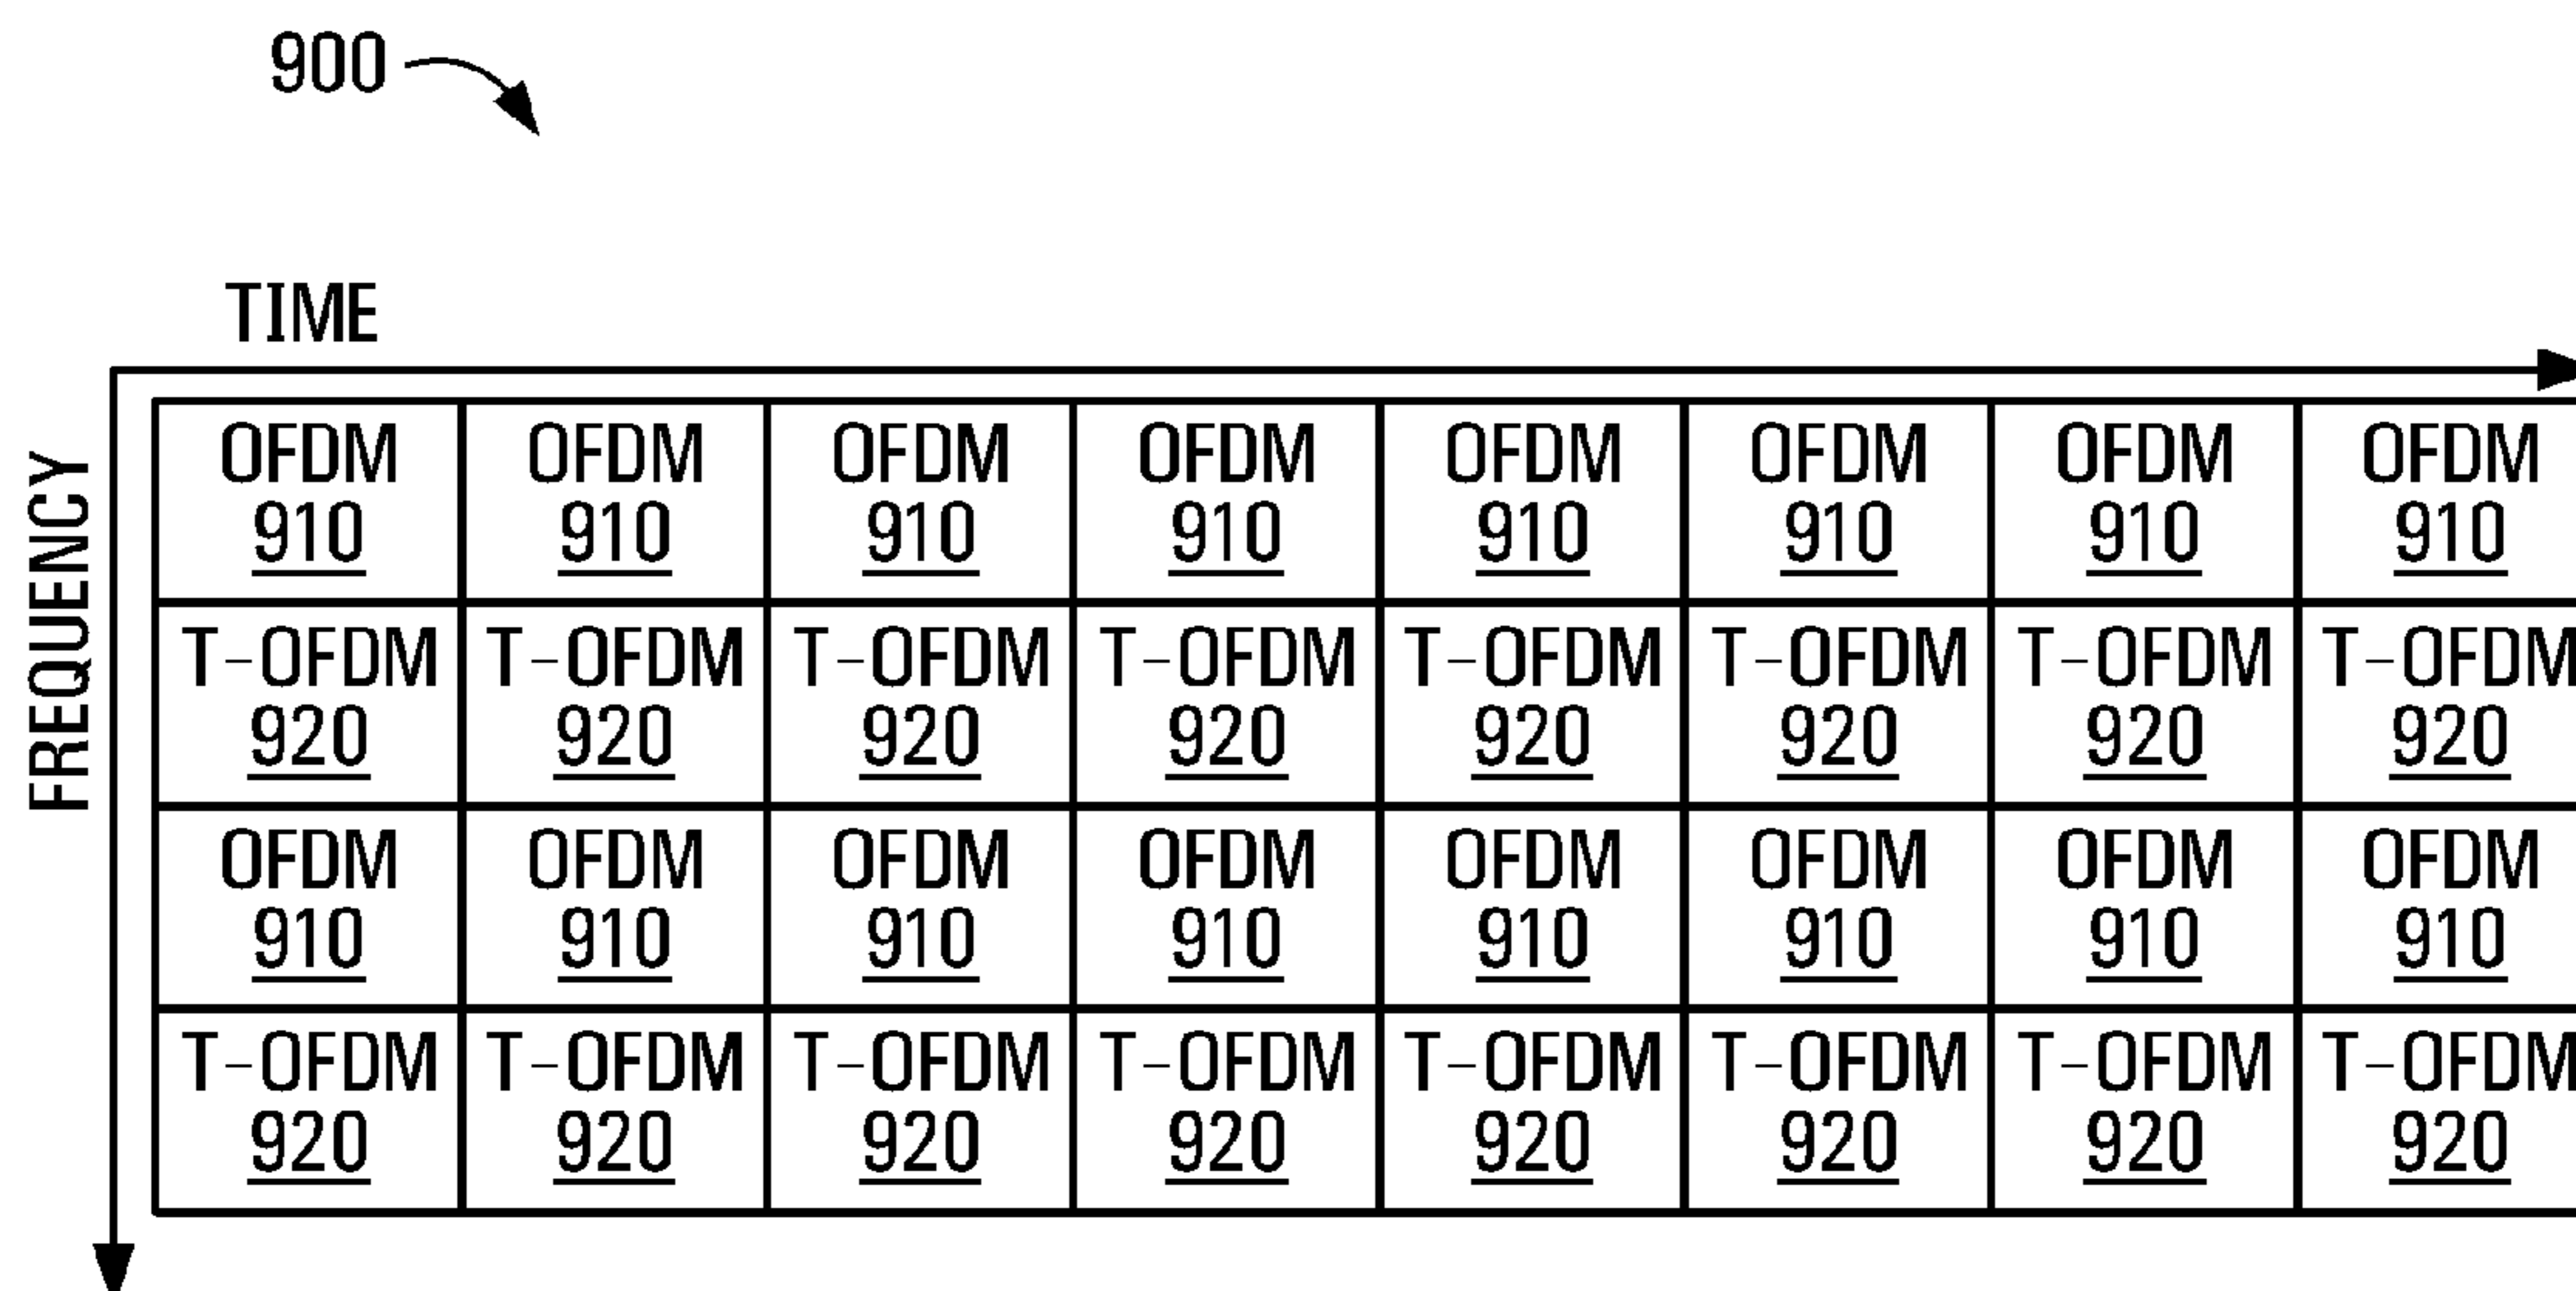 900
TIME
FREQUENCY
OFDM OFDM OFDM OFDM OFDM OFDM OFDM OFDM
910 910 910 910 910 910 910 910
T-OFDM T-OFDM T-OFDM T-OFDM T-OFDM T-OFDM T-OFDM T-OFDM
920 920 920 920 920 920 920 920
OFDM OFDM OFDM OFDM OFDM OFDM OFDM OFDM
910 910 910 910 910 910 910 910
T-OFDM T-OFDM T-OFDM T-OFDM T-OFDM T-OFDM T-OFDM T-OFDM
920 920 920 920 920 920 920 920